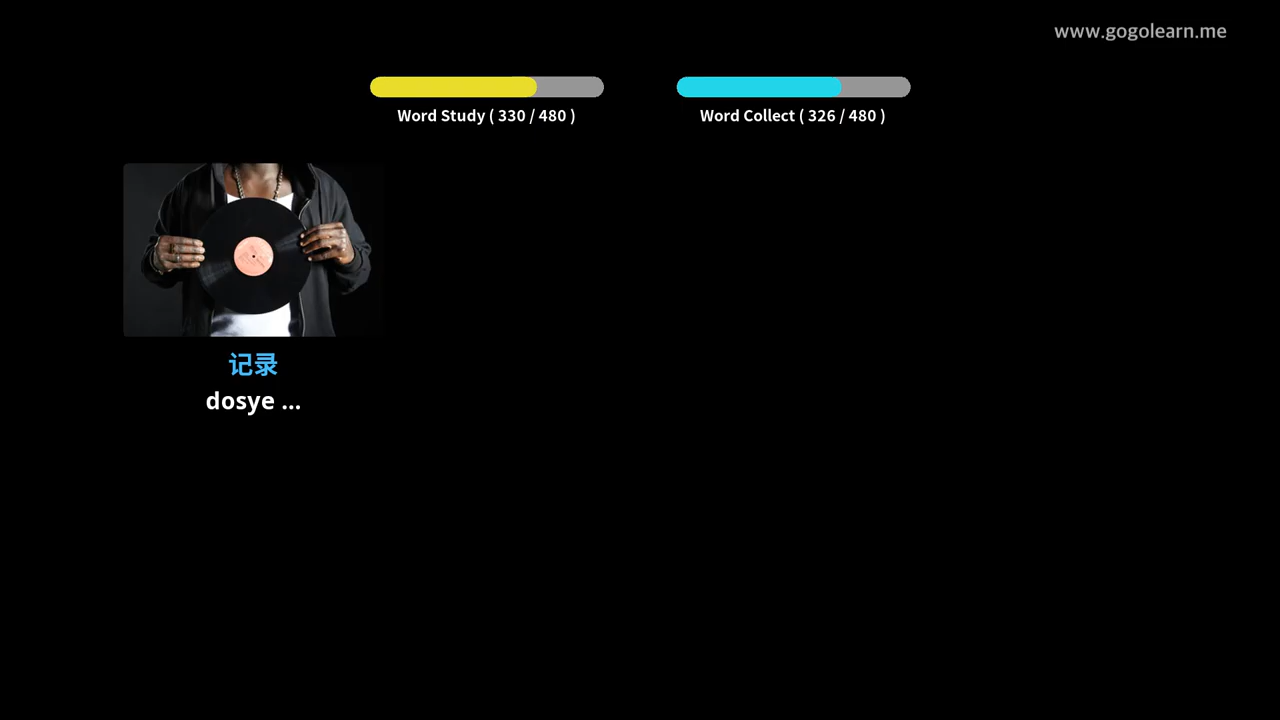 www.gogolearn.me
Word Study ( 330 / 480 )
Word Collect ( 326 / 480 )
记录
dosye ...